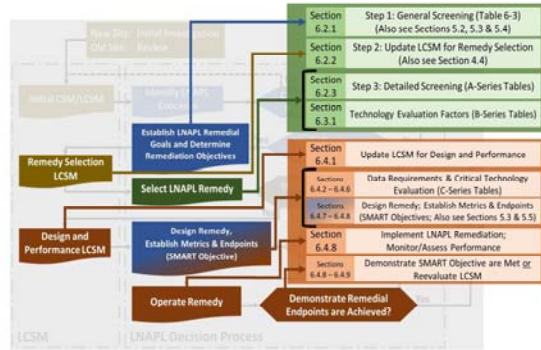 New Site: Initial Investigation
Old Site: Review
Initial CSM/LCSM
Identify LNAPL
Concerns
Establish LNAPL Remedial
Goals and Determine
Remediation Objectives
Remedy Selection
LCSM
Select LNAPL Remedy
Design and
Performance LCSM
Design Remedy,
Establish Metrics & Endpoints
(SMART Objective)
Operate Remedy
Demonstrate Remedial
Endpoints are Achieved?
Yes
LCSM
LNAPL Decision Process
Section
6.2.1
Step 1: General Screening (Table 6-3)
(Also see Sections 5.2, 5.3 & 5.4)
Section
6.2.2
Step 2: Update LCSM for Remedy Selection
(Also see Section 4.4)
Section
6.2.3
Step 3: Detailed Screening (A-Series Tables)
Section
6.3.1
Technology Evaluation Factors (B-Series Tables)
Section
6.4.1
Update LCSM for Design and Performance
Sections
6.4.2 – 6.4.6
Data Requirements & Critical Technology
Evaluation (C-Series Tables)
Sections
6.4.7 – 6.4.8
Design Remedy; Establish Metrics & Endpoints
(SMART Objectives; Also see Sections 5.3 & 5.5)
Section
6.4.8
Implement LNAPL Remediation;
Monitor/Assess Performance
Sections
6.4.8 – 6.4.9
Demonstrate SMART Objective are Met or
Reevaluate LCSM